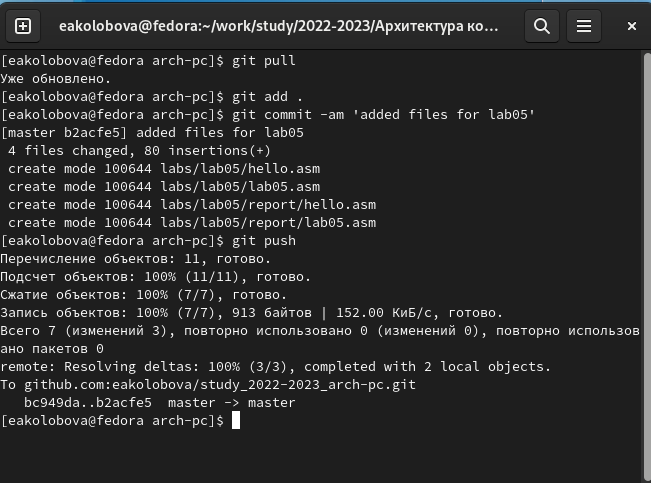 eakolobova@fedora:~/work/study/2022-2023/Архитектура ко...
[eakolobova@fedora arch-pc]$ git pull
Уже обновлено.
[eakolobova@fedora arch-pc]$ git add .
[eakolobova@fedora arch-pc]$ git commit -am 'added files for lab05'
[master b2acfe5] added files for lab05
 4 files changed, 80 insertions(+)
 create mode 100644 labs/lab05/hello.asm
 create mode 100644 labs/lab05/lab05.asm
 create mode 100644 labs/lab05/report/hello.asm
 create mode 100644 labs/lab05/report/lab05.asm
[eakolobova@fedora arch-pc]$ git push
Перечисление объектов: 11, готово.
Подсчет объектов: 100% (11/11), готово.
Сжатие объектов: 100% (7/7), готово.
Запись объектов: 100% (7/7), 913 байтов | 152.00 КиБ/с, готово.
Всего 7 (изменений 3), повторно использовано 0 (изменений 0), повторно использов
ано пакетов 0
remote: Resolving deltas: 100% (3/3), completed with 2 local objects.
To github.com:eakolobova/study_2022-2023_arch-pc.git
   bc949da..b2acfe5  master -> master
[eakolobova@fedora arch-pc]$